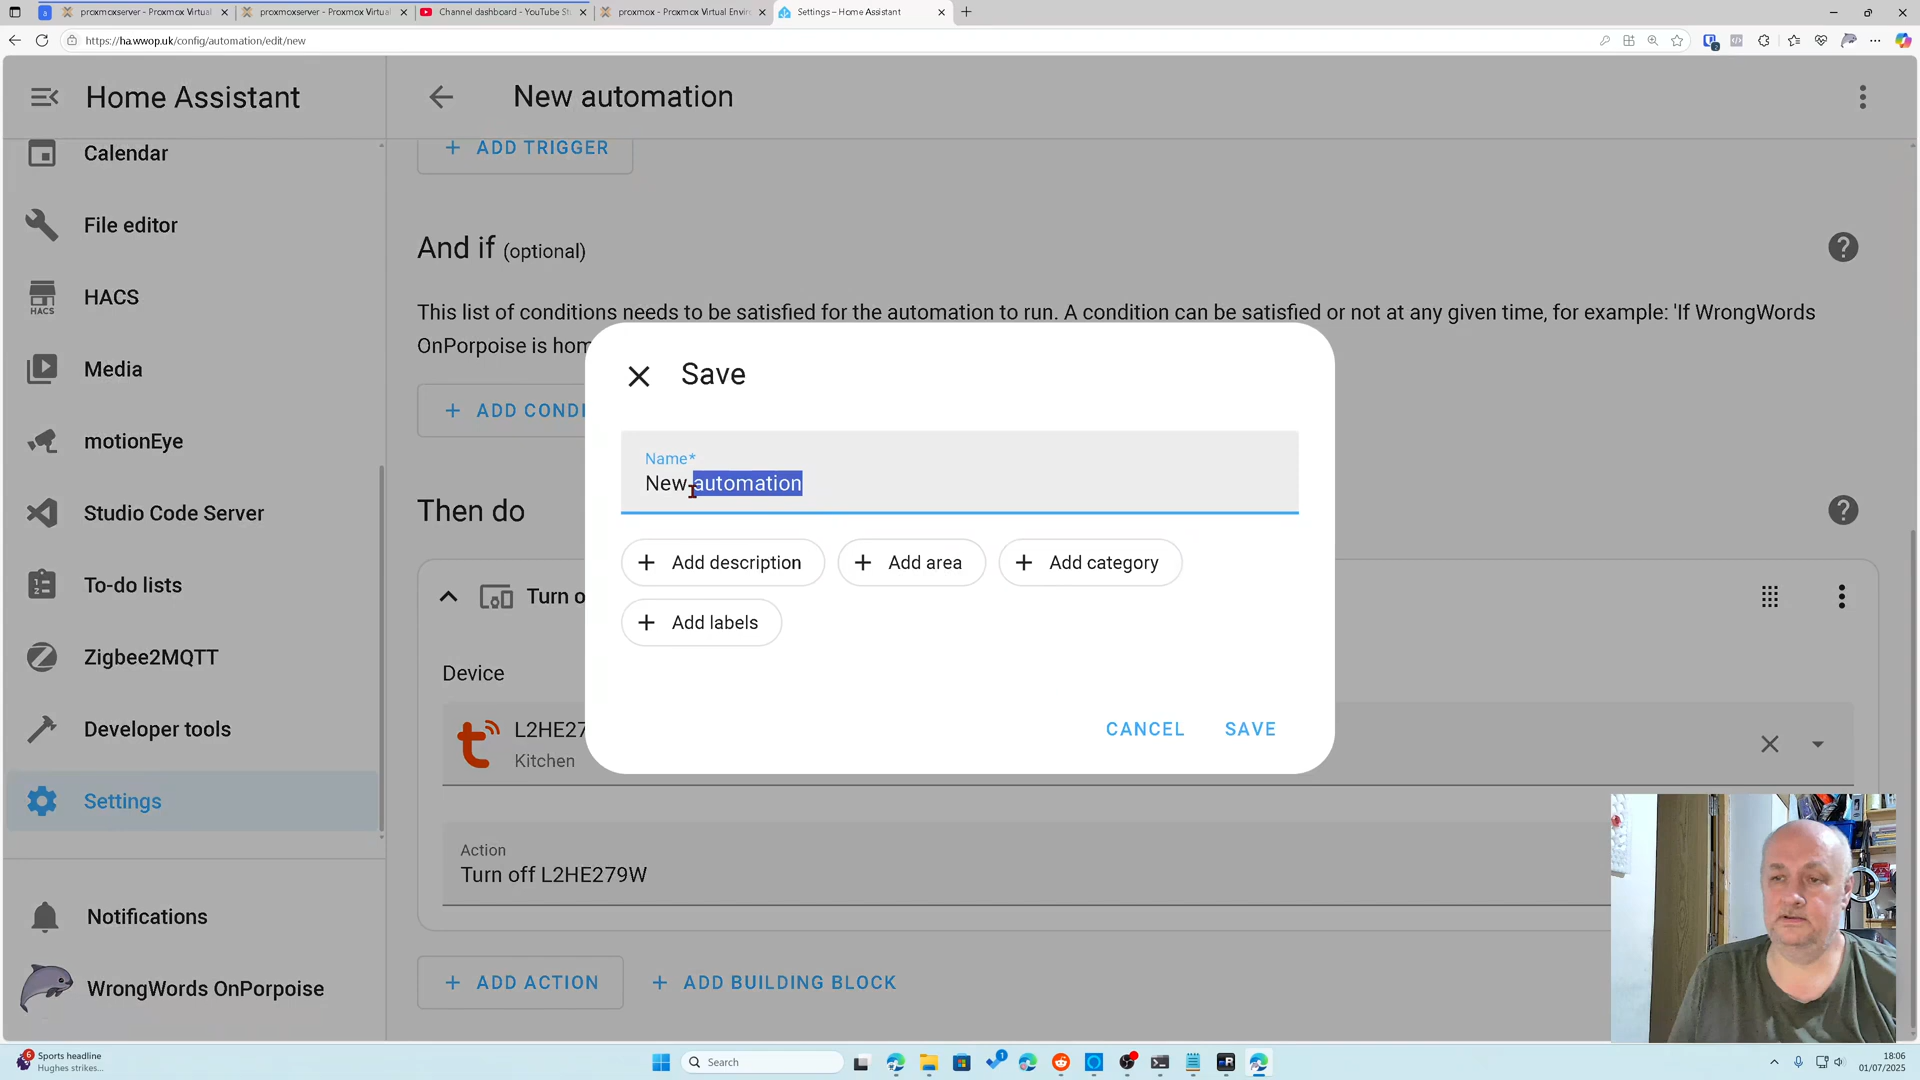 proxmoxserver - Proxmox Virtual
proxmoxserver - Proxmox Virtual
Channel dashboard - YouTube St
proxmox - Proxmox Virtual Enviro
Settings – Home Assistant
https://ha.wwop.uk/config/automation/edit/new
Home Assistant
New automation
Calendar
File editor
HACS
HACS
Media
motionEye
Studio Code Server
To-do lists
Zigbee2MQTT
Developer tools
Settings
Notifications
WrongWords OnPorpoise
+ ADD TRIGGER
And if (optional)
This list of conditions needs to be satisfied for the automation to run. A condition can be satisfied or not at any given time, for example: 'If WrongWords
OnPorpoise is hom
+ ADD CONDI
Then do
Turn o
Device
L2HE27
Kitchen
Action
Turn off L2HE279W
+ ADD ACTION
+ ADD BUILDING BLOCK
Save
Name*
New automation
+ Add description
+ Add area
+ Add category
+ Add labels
CANCEL
SAVE
6
Sports headline
Hughes strikes...
Search
1
18:06
01/07/2025